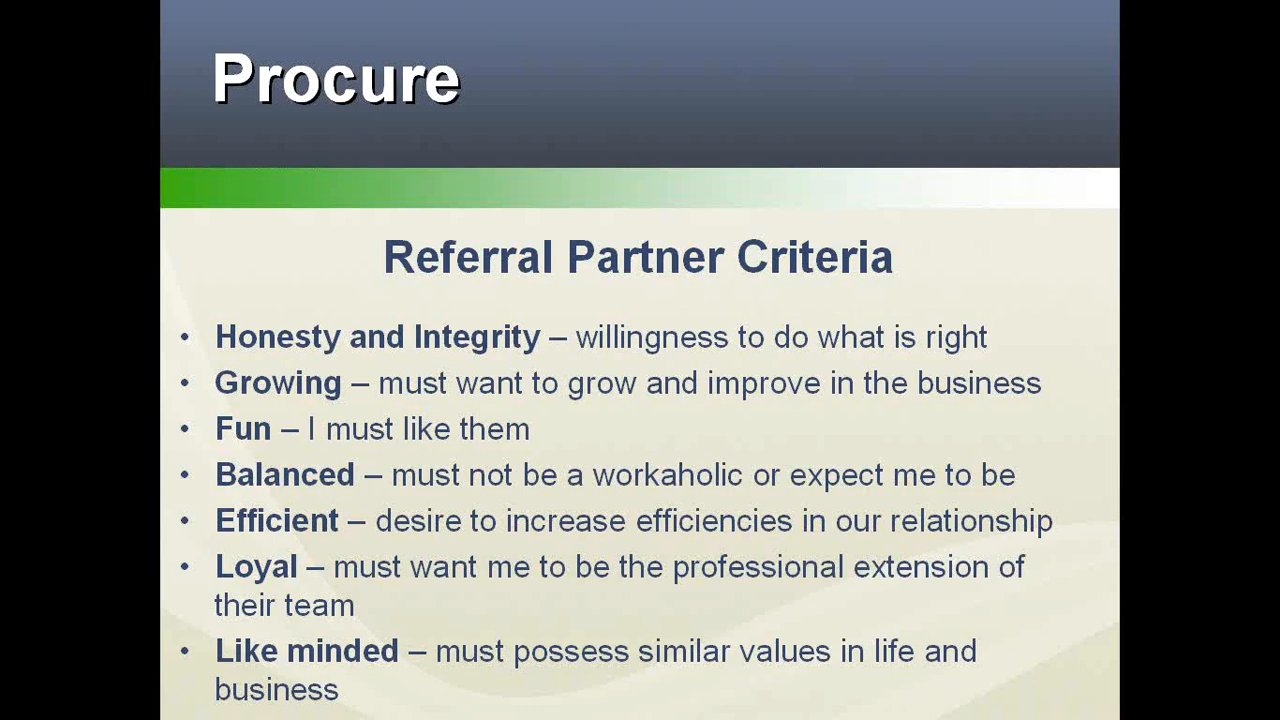 Procure
Referral Partner Criteria
• Honesty and Integrity – willingness to do what is right
• Growing – must want to grow and improve in the business
• Fun – I must like them
• Balanced – must not be a workaholic or expect me to be
• Efficient – desire to increase efficiencies in our relationship
• Loyal – must want me to be the professional extension of
their team
• Like minded – must possess similar values in life and
business